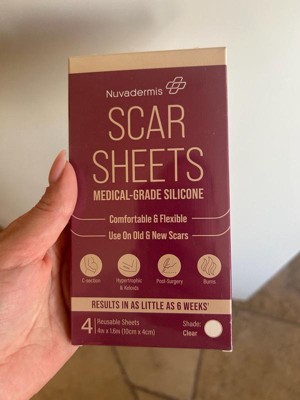 Nuvadermis
SCAR
SHEETS
MEDICAL-GRADE SILICONE
Comfortable & Flexible
Use On Old & New Scars
C-section
Hypertrophic & Keloids
Post-Surgery
Burns
RESULTS IN AS LITTLE AS 6 WEEKS
4 Reusable Sheets
4in x 1.6in (10cm x 4cm)
Shade:
Clear